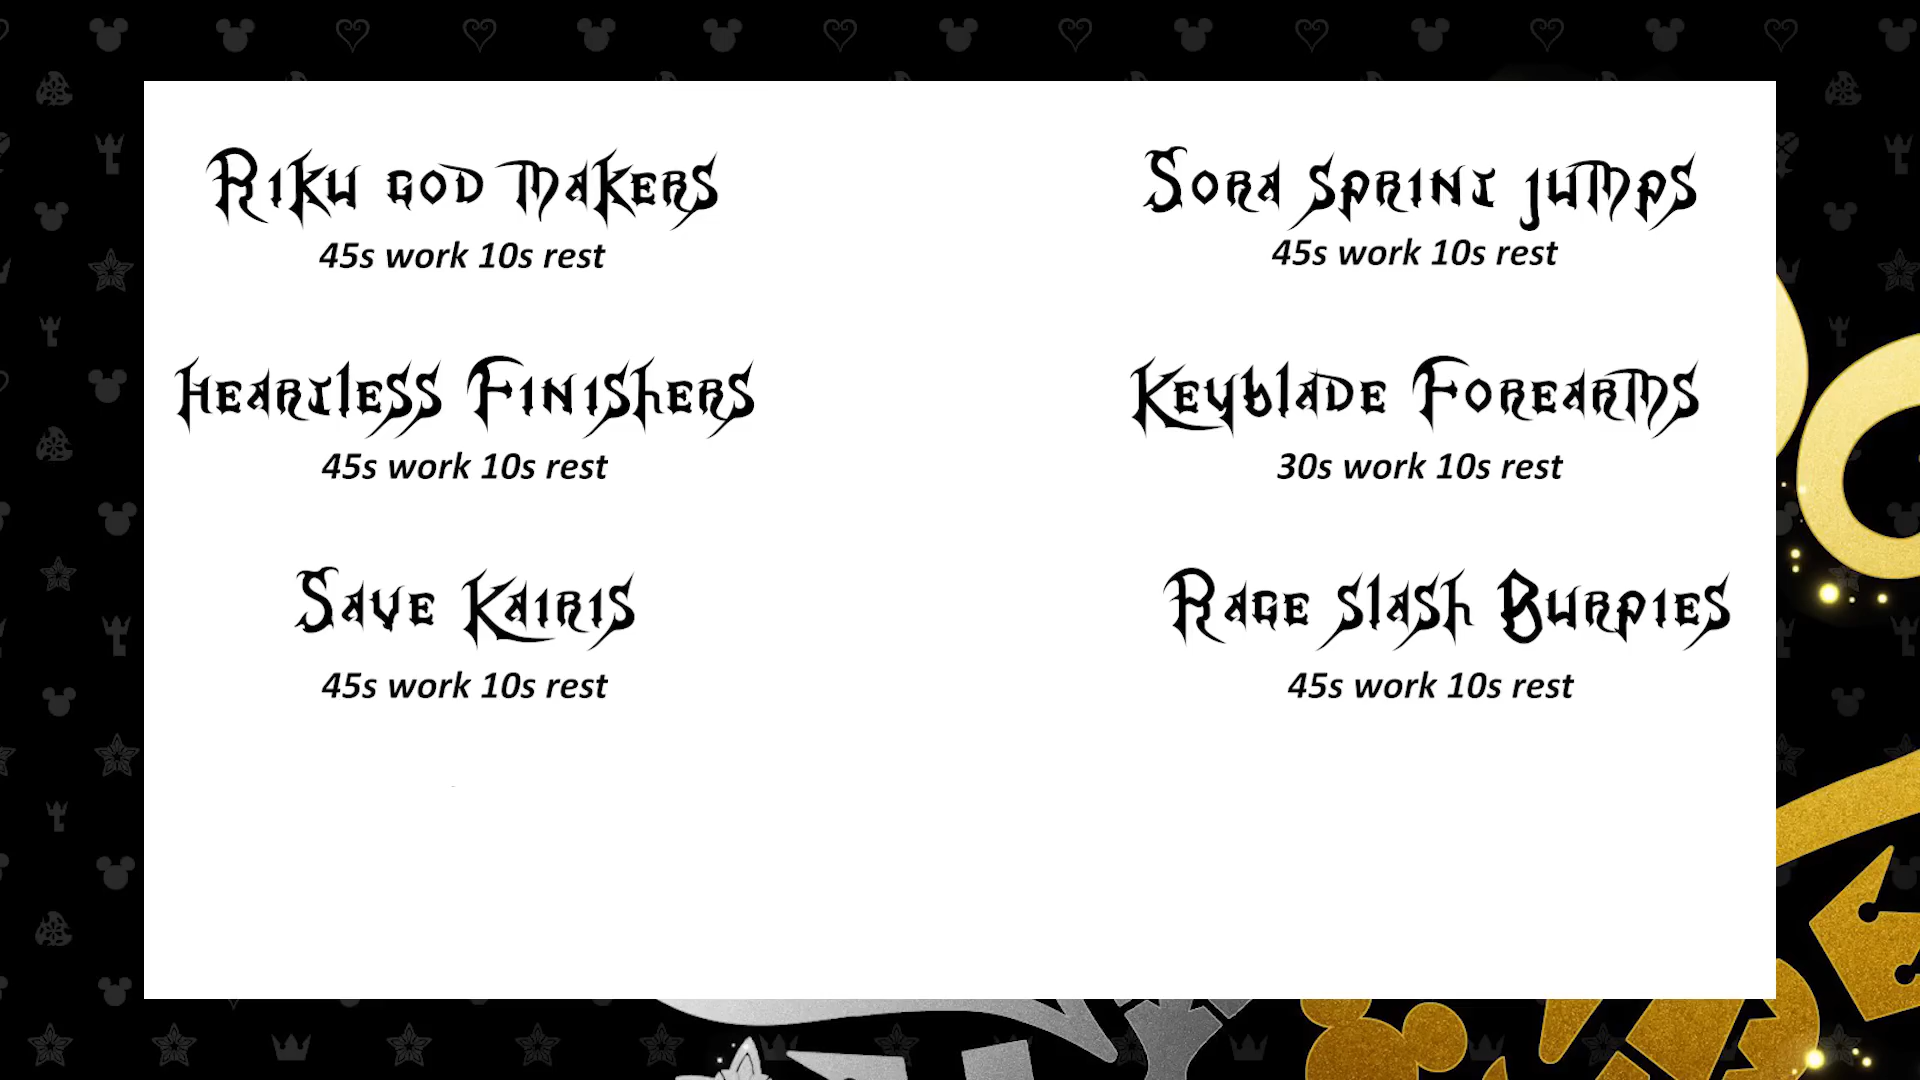 Riku god makers
45s work 10s rest
Heartless Finishers
45s work 10s rest
Save Kairis
45s work 10s rest
Sora sprint jumps
45s work 10s rest
Keyblade Forearms
30s work 10s rest
Rage slash Burpies
45s work 10s rest